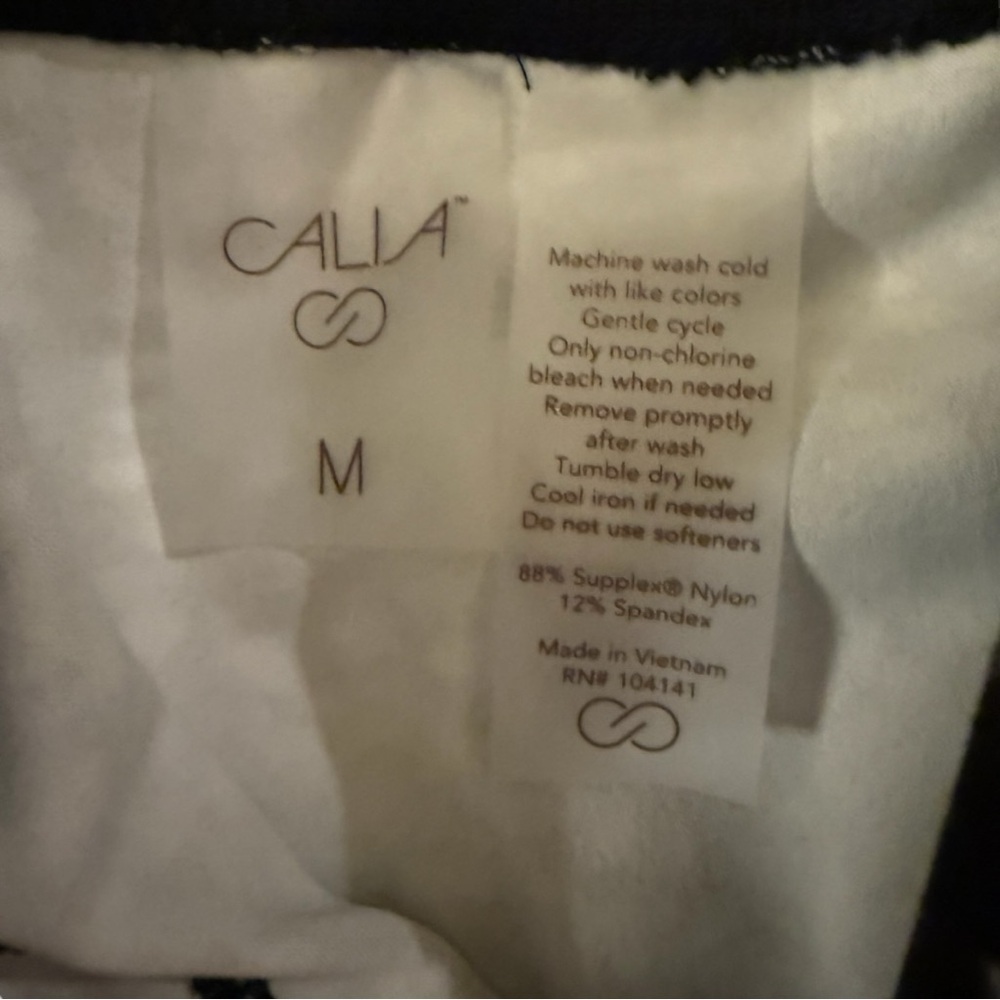 CALIA™
M
Machine wash cold
with like colors
Gentle cycle
Only non-chlorine
bleach when needed
Remove promptly
after wash
Tumble dry low
Cool iron if needed
Do not use softeners
88% Supplex® Nylon
12% Spandex
Made in Vietnam
RN# 104141